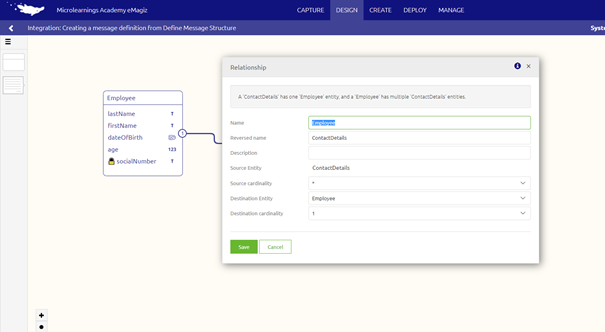 Microlearnings Academy eMagiz
CAPTURE
DESIGN
CREATE
DEPLOY
MANAGE
Integration: Creating a message definition from Define Message Structure
Syste
Employee
lastName T
firstName T
dateOfBirth
age 123
socialNumber T
Relationship
A 'ContactDetails' has one 'Employee' entity, and a 'Employee' has multiple 'ContactDetails' entities.
Name Employee
Reversed name ContactDetails
Description
Source Entity ContactDetails
Source cardinality *
Destination Entity Employee
Destination cardinality 1
Save Cancel